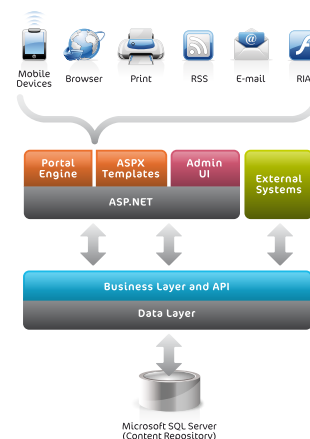 Mobile
Devices
Browser
Print
RSS
E-mail
RIA
Portal
Engine
ASPX
Templates
Admin
UI
External
Systems
ASP.NET
Business Layer and API
Data Layer
Microsoft SQL Server
(Content Repository)